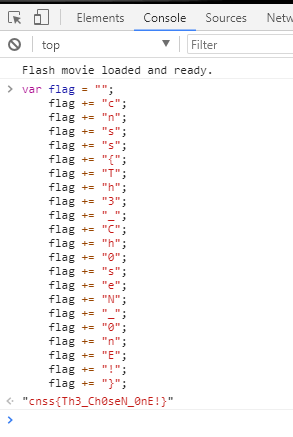 Elements Console Sources Netw
top Filter
Flash movie loaded and ready.
var flag = "";
flag += "c";
flag += "n";
flag += "s";
flag += "s";
flag += "{";
flag += "T";
flag += "h";
flag += "3";
flag += "_";
flag += "C";
flag += "h";
flag += "0";
flag += "s";
flag += "e";
flag += "N";
flag += "_";
flag += "0";
flag += "n";
flag += "E";
flag += "!";
flag += "}";
"cnss{Th3_Ch0seN_0nE!}"